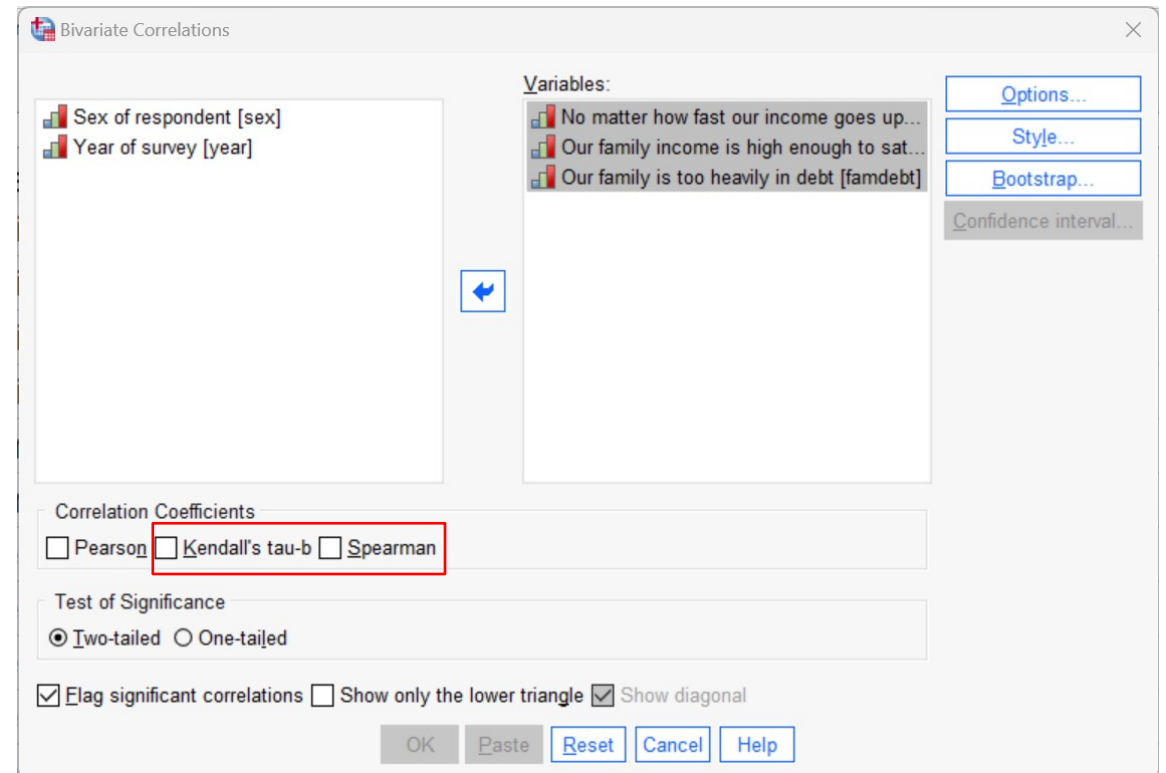 Bivariate Correlations
Variables:
Sex of respondent [sex]
Year of survey [year]
No matter how fast our income goes up...
Our family income is high enough to sat...
Our family is too heavily in debt [famdebt]
Options...
Style...
Bootstrap...
Confidence interval...
Correlation Coefficients
Pearson Kendall's tau-b Spearman
Test of Significance
Two-tailed One-tailed
Flag significant correlations Show only the lower triangle Show diagonal
OK Paste Reset Cancel Help